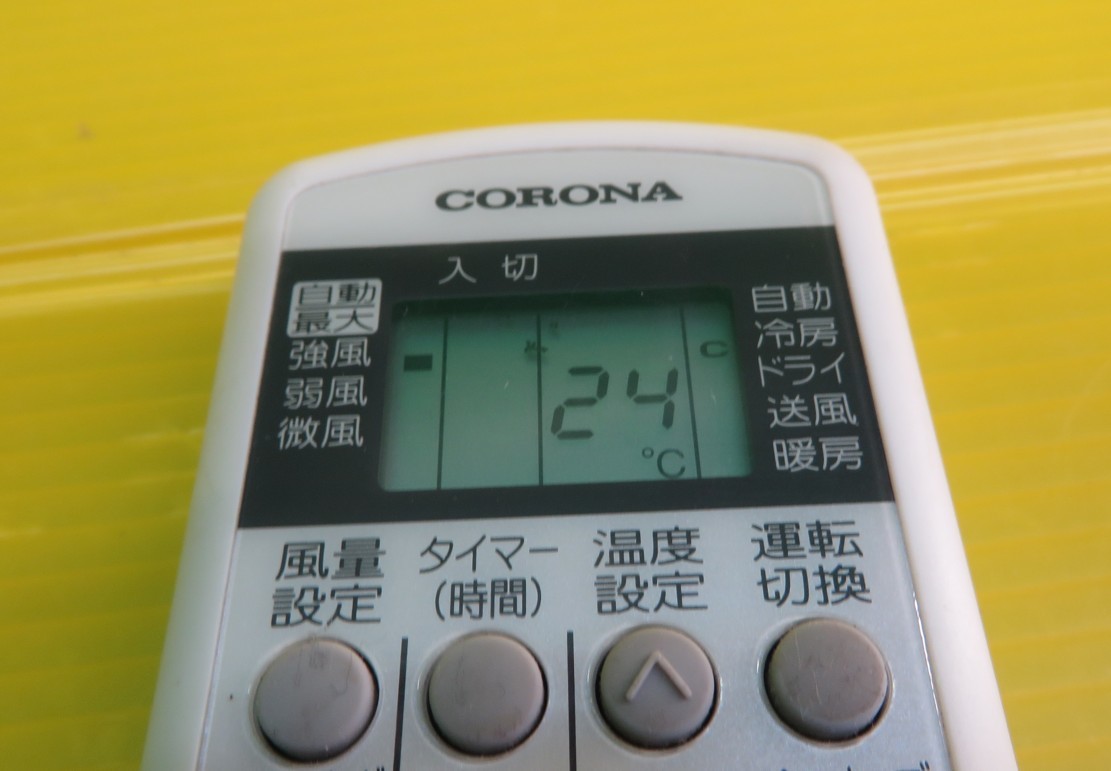 CORONA
入 切
自動
最大
強風
弱風
微風
24
°C
C
自動
冷房
ドライ
送風
暖房
風量
設定
タイマー
(時間)
温度
設定
運転
切換